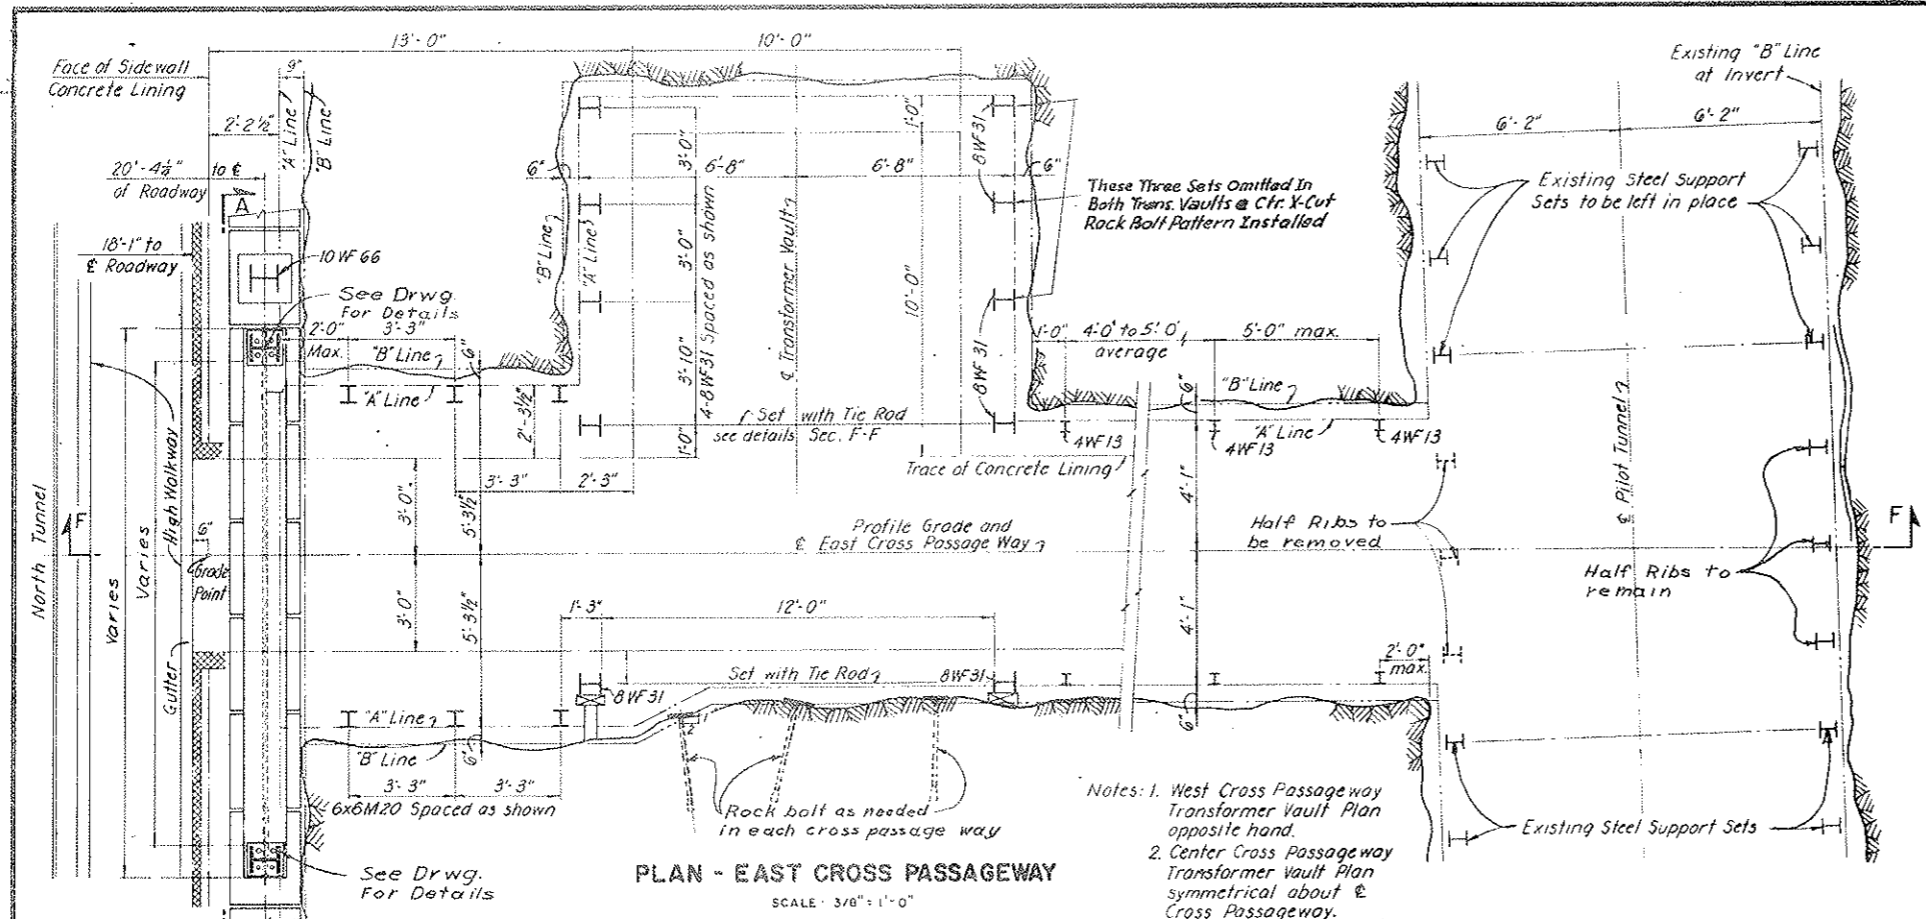 13'-0"
10'-0"
Face of Sidewall
Concrete Lining
9"
"A" Line
"B" Line
2'-2½"
20'-4¼" to ℄
of Roadway
A
18'-1" to
℄ Roadway
10 WF 66
See Drwg.
For Details
2'-0"
Max.
3'-3"
"B" Line
6"
"A" Line
6"
"B" Line
"A" Line
3'-0"
3'-0"
3'-10"
1'-0"
4-8WF31 Spaced as shown
6'-8"
6'-8"
℄ Transformer Vault
1'-0"
10'-0"
8WF31
8WF31
6"
These Three Sets Omitted In
Both Trans. Vaults @ Ctr. X-Cut
Rock Bolt Pattern Installed
Existing "B" Line
at Invert
6'-2"
6'-2"
Existing Steel Support
Sets to be left in place
1'-0"
4'-0" to 5'-0"
average
5'-0" max.
6"
"B" Line
"A" Line
4WF13
4WF13
4WF13
2'-3½"
Set with Tie Rod
see details Sec. F-F
Trace of Concrete Lining
3'-3"
2'-3"
North Tunnel
F
High Walkway
Varies
Varies
6"
Grade
Point
Gutter
3'-0"
5'-3½"
3'-0"
5'-3½"
Profile Grade and
℄ East Cross Passage Way
4'-1"
4'-1"
Half Ribs to
be removed
℄ Pilot Tunnel
F
Half Ribs to
remain
1'-3"
12'-0"
Set with Tie Rod
8WF31
8WF31
2'-0"
max.
6"
"A" Line
"B" Line
6"
3'-3"
3'-3"
6x6M20 Spaced as shown
1
2
Rock bolt as needed
in each cross passage way
See Drwg.
For Details
PLAN - EAST CROSS PASSAGEWAY
SCALE: 3/8" = 1'-0"
Notes: 1. West Cross Passageway
Transformer Vault Plan
opposite hand.
2. Center Cross Passageway
Transformer Vault Plan
symmetrical about ℄
Cross Passageway.
Existing Steel Support Sets